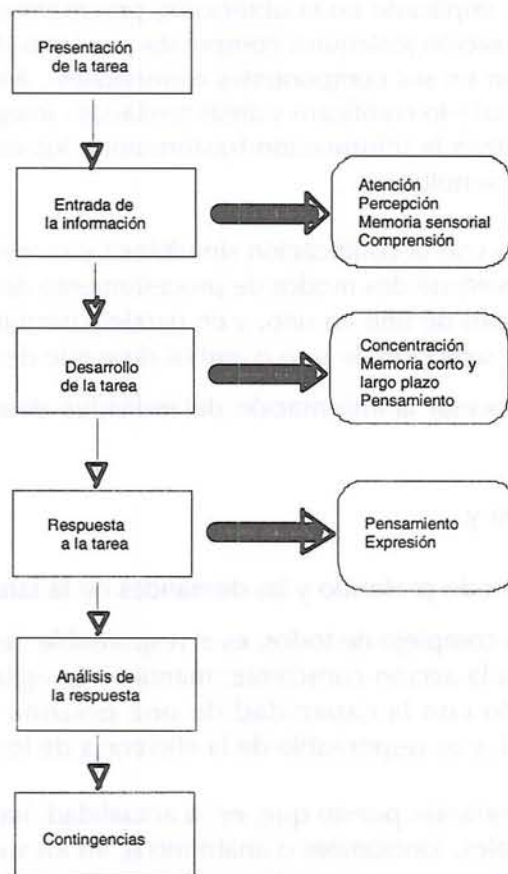 Presentación
de la tarea
Entrada de
la información
Atención
Percepción
Memoria sensorial
Comprensión
Desarrollo
de la tarea
Concentración
Memoria corto y
largo plazo
Pensamiento
Respuesta
a la tarea
Pensamiento
Expresión
Análisis de
la respuesta
Contingencias